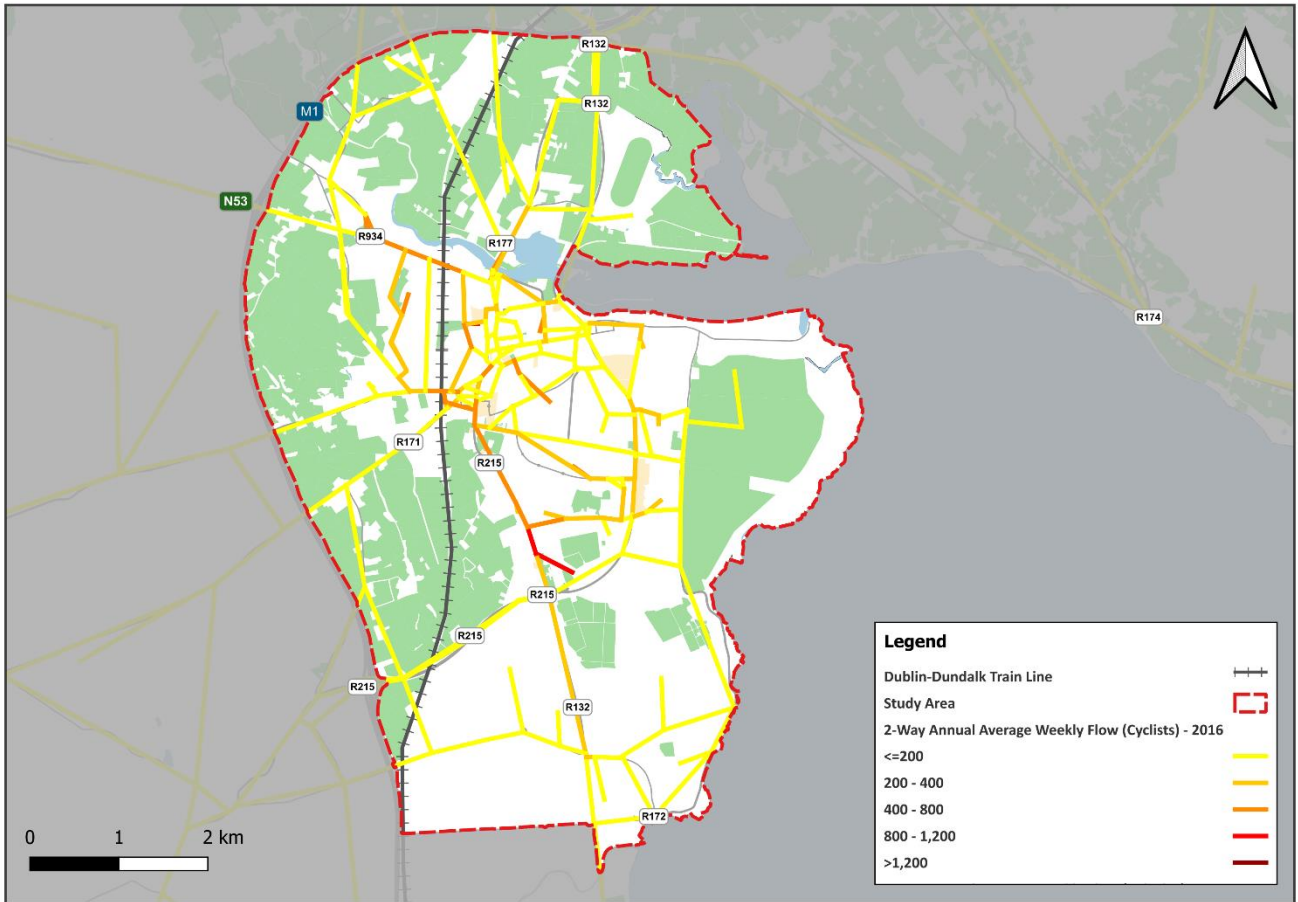 R132
R132
M1
N53
R934
R177
R174
R171
R215
R215
R215
R215
R132
R172
0 1 2 km
Legend
Dublin-Dundalk Train Line
Study Area
2-Way Annual Average Weekly Flow (Cyclists) - 2016
<=200
200 - 400
400 - 800
800 - 1,200
>1,200